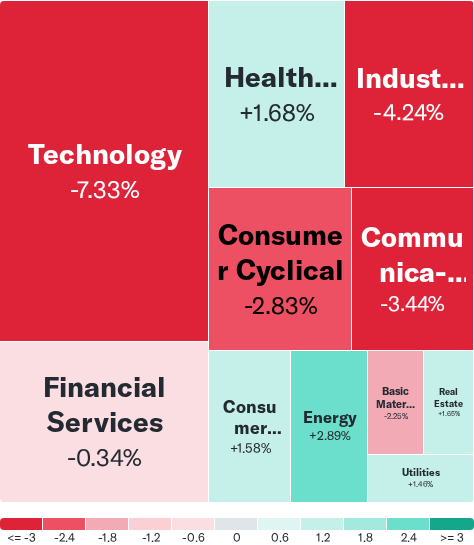 Technology
-7.33%
Health...
+1.68%
Indust...
-4.24%
Consume
r Cyclical
-2.83%
Commu
nica-...
-3.44%
Financial
Services
-0.34%
Consu
mer...
+1.58%
Energy
+2.89%
Basic
Mater...
-2.25%
Real
Estate
+1.65%
Utilities
+1.46%
<= -3 -2.4 -1.8 -1.2 -0.6 0 0.6 1.2 1.8 2.4 >= 3